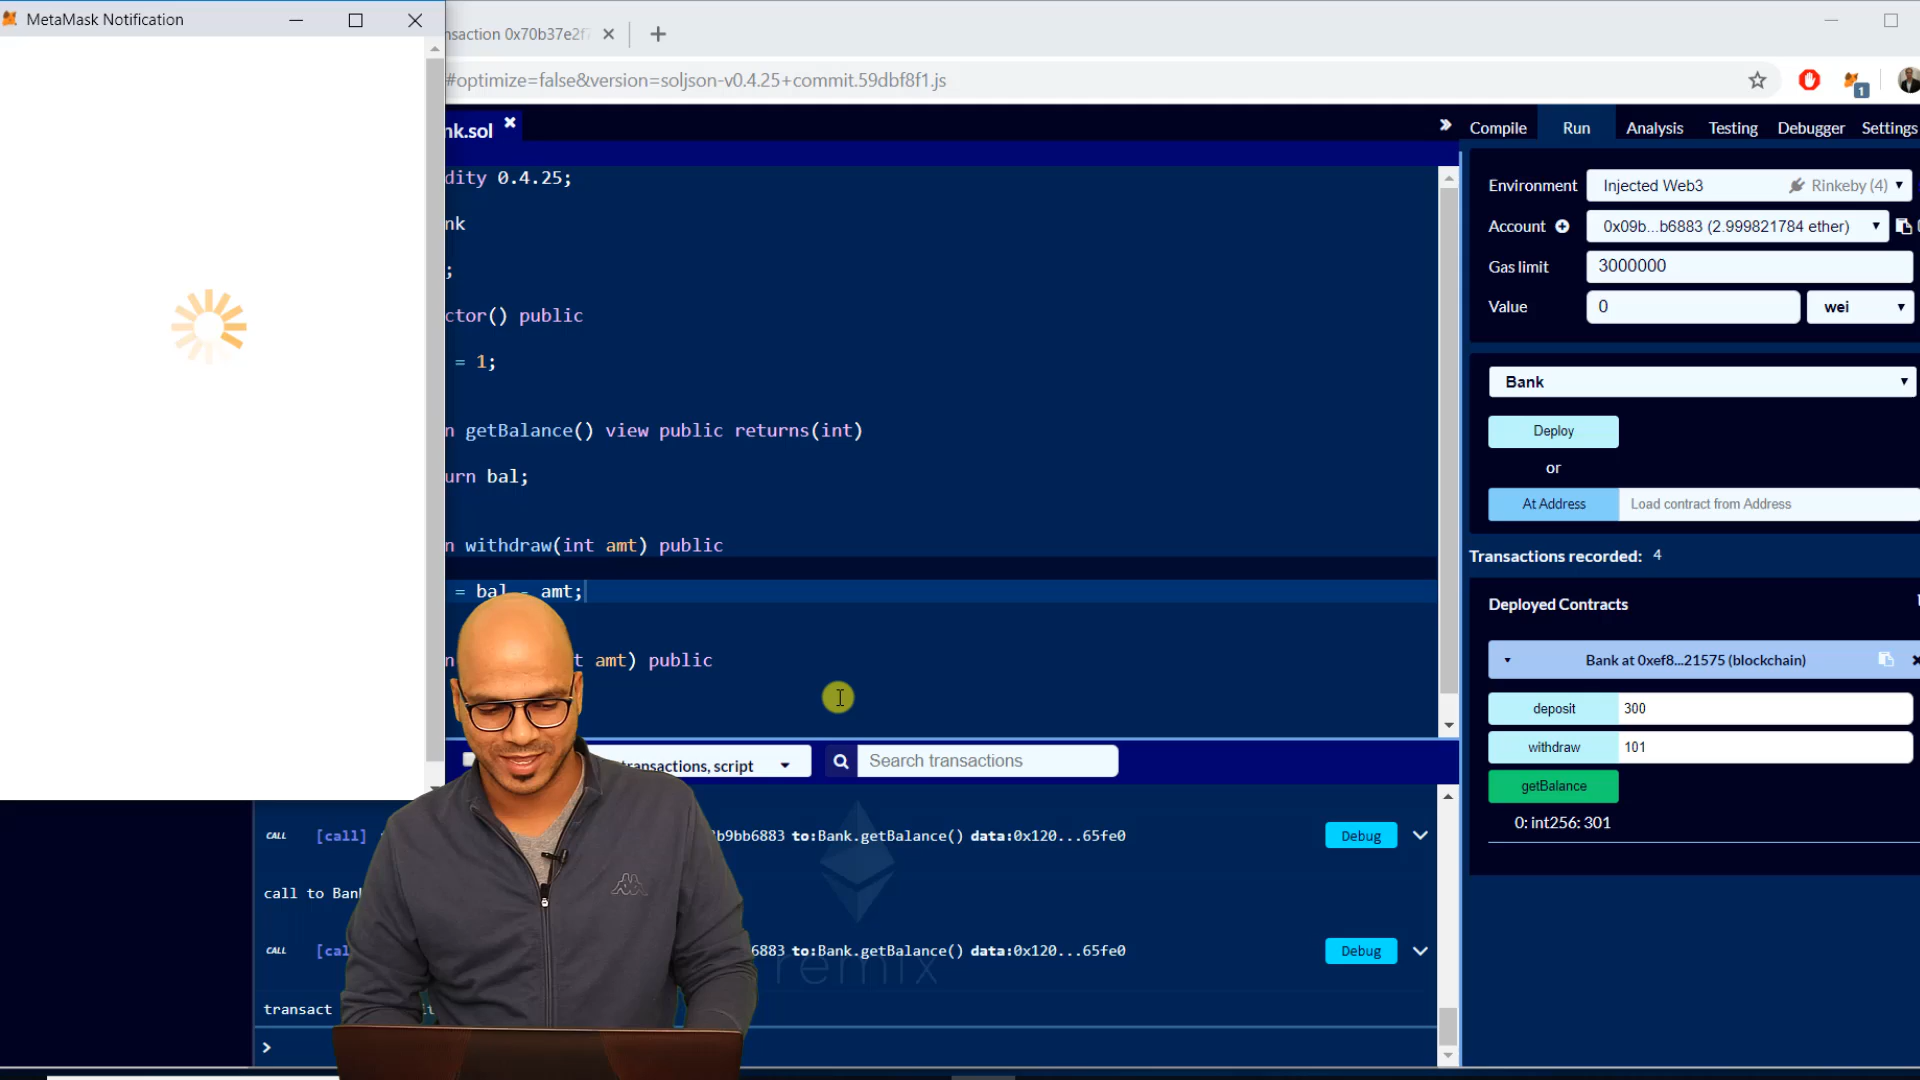 MetaMask Notification
nsaction 0x70b37e2f7
#optimize=false&version=soljson-v0.4.25+commit.59dbf8f1.js
1
nk.sol
Compile
Run
Analysis
Testing
Debugger
Settings
dity 0.4.25;
nk
;
ctor() public
= 1;
n getBalance() view public returns(int)
urn bal;
n withdraw(int amt) public
= bal - amt;
n
t amt) public
Environment
Injected Web3
Rinkeby (4)
Account
0x09b...b6883 (2.999821784 ether)
Gas limit
3000000
Value
0
wei
Bank
Deploy
or
At Address
Load contract from Address
Transactions recorded: 4
Deployed Contracts
Bank at 0xef8...21575 (blockchain)
deposit
300
withdraw
101
getBalance
0: int256: 301
transactions, script
Search transactions
CALL
[call]
b9bb6883 to:Bank.getBalance() data:0x120...65fe0
Debug
call to Ban
CALL
[cal
6883 to:Bank.getBalance() data:0x120...65fe0
Debug
remix
transact
>